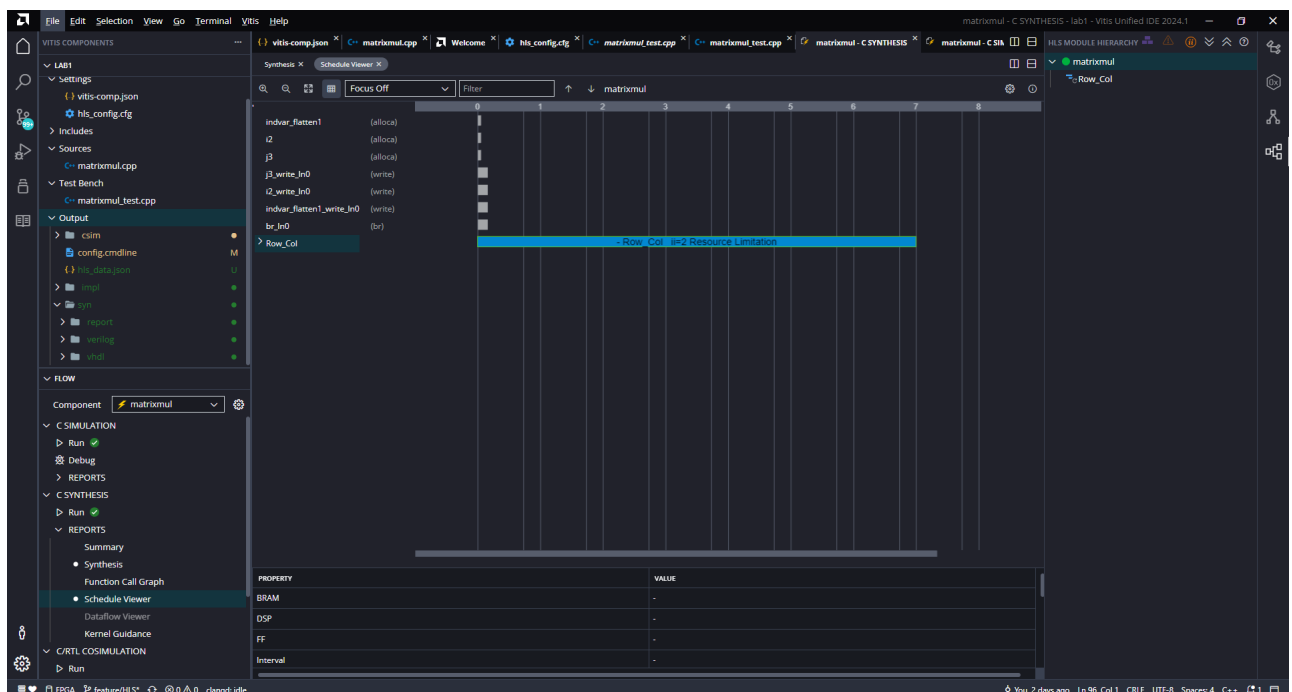 File Edit Selection View Go Terminal Vitis Help
matrixmul - C SYNTHESIS - lab1 - Vitis Unified IDE 2024.1
VITIS COMPONENTS
LAB1
Settings
vitis-comp.json
hls_config.cfg
Includes
Sources
matrixmul.cpp
Test Bench
matrixmul_test.cpp
Output
csim
config.cmdline M
hls_data.json U
impl
syn
report
verilog
vhdl
FLOW
Component matrixmul
C SIMULATION
Run
Debug
REPORTS
C SYNTHESIS
Run
REPORTS
Summary
Synthesis
Function Call Graph
Schedule Viewer
Dataflow Viewer
Kernel Guidance
C/RTL COSIMULATION
Run
vitis-comp.json matrixmul.cpp Welcome hls_config.cfg matrixmul_test.cpp matrixmul_test.cpp matrixmul - C SYNTHESIS matrixmul - C SIM
Synthesis Schedule Viewer
Focus Off Filter matrixmul
0 1 2 3 4 5 6 7 8
indvar_flatten1 (alloca)
i2 (alloca)
j3 (alloca)
j3_write_ln0 (write)
i2_write_ln0 (write)
indvar_flatten1_write_ln0 (write)
br_ln0 (br)
Row_Col - Row_Col ii=2 Resource Limitation
PROPERTY VALUE
BRAM -
DSP -
FF -
Interval -
HLS MODULE HIERARCHY
matrixmul
Row_Col
99+
FPGA feature/HLS* 0 0 clangd: idle
You, 2 days ago Ln 96, Col 1 CRLF UTF-8 Spaces: 4 C++ 1